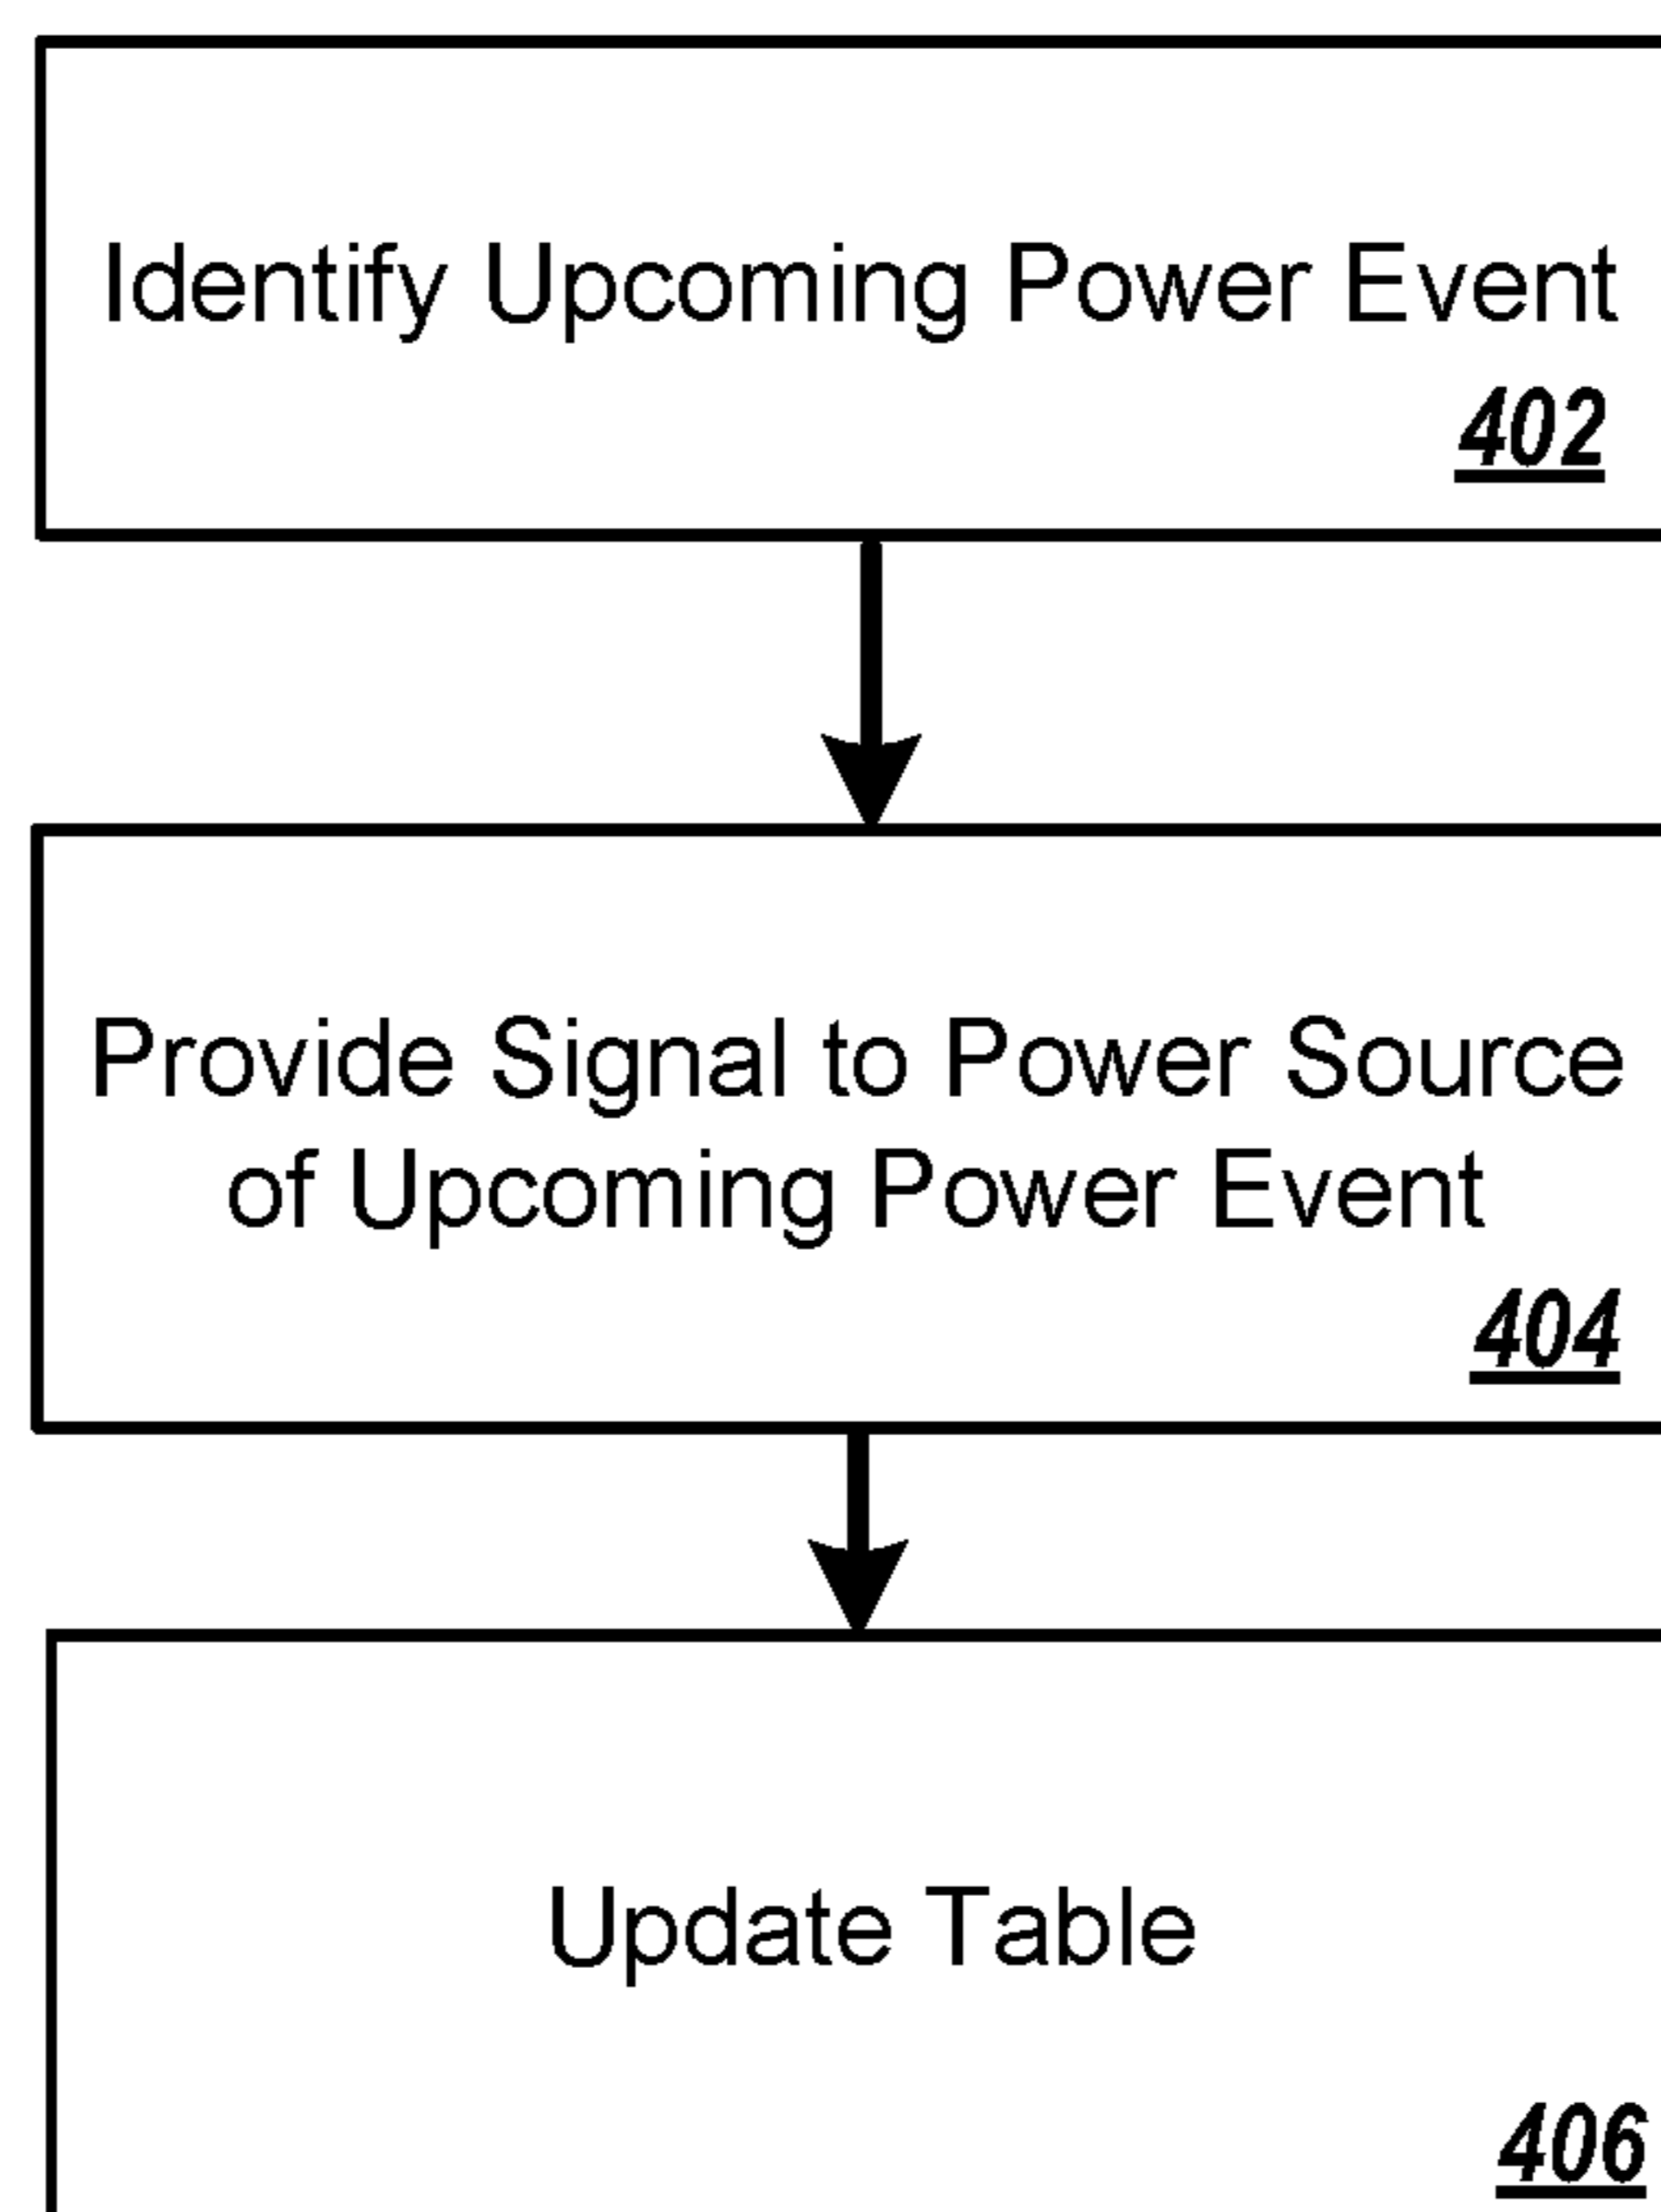 Identify Upcoming Power Event
402
Provide Signal to Power Source
of Upcoming Power Event
404
Update Table
406